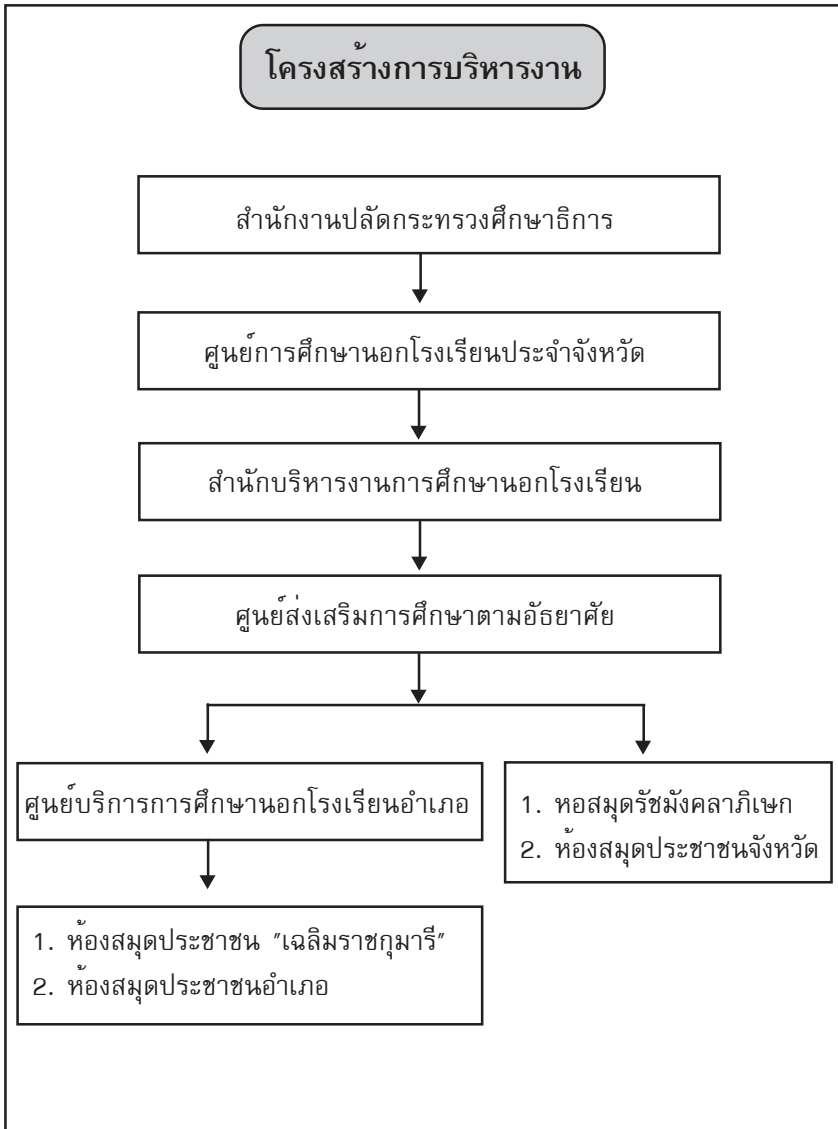 โครงสร้างการบริหารงาน
สำนักงานปลัดกระทรวงศึกษาธิการ
ศูนย์การศึกษานอกโรงเรียนประจำจังหวัด
สำนักบริหารงานการศึกษานอกโรงเรียน
ศูนย์ส่งเสริมการศึกษาตามอัธยาศัย
ศูนย์บริการการศึกษานอกโรงเรียนอำเภอ
1. หอสมุดรัชมังคลาภิเษก
2. ห้องสมุดประชาชนจังหวัด
1. ห้องสมุดประชาชน "เฉลิมราชกุมารี"
2. ห้องสมุดประชาชนอำเภอ